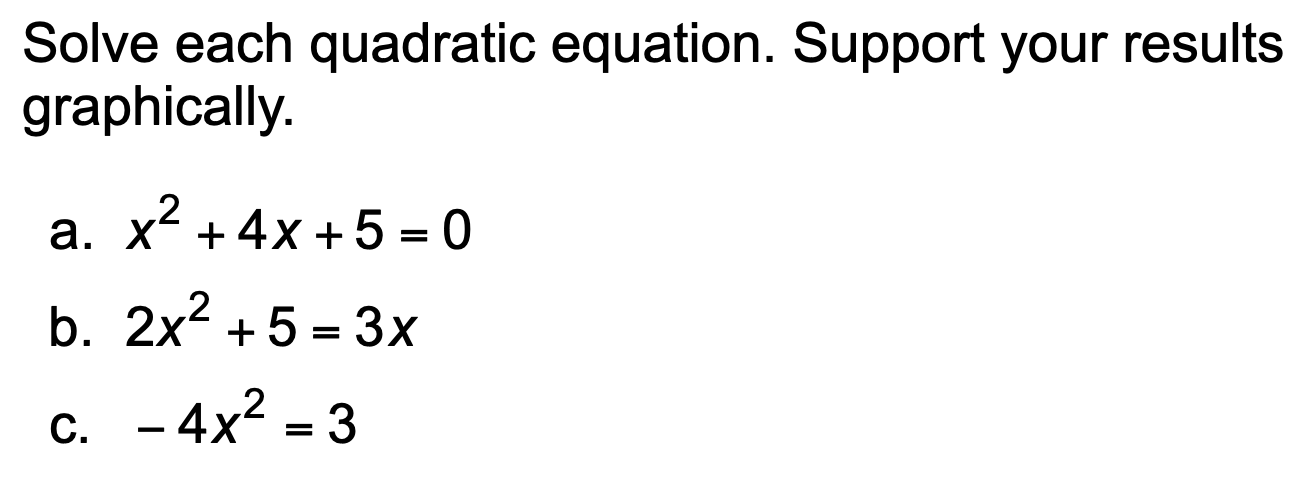 Solve each quadratic equation. Support your results
graphically.
a. x² + 4x + 5 = 0
b. 2x² + 5 = 3x
c. – 4x² = 3